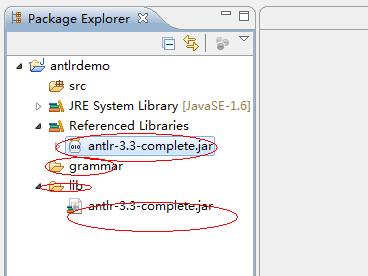 Package Explorer
antlrdemo
src
JRE System Library [JavaSE-1.6]
Referenced Libraries
antlr-3.3-complete.jar
grammar
lib
antlr-3.3-complete.jar